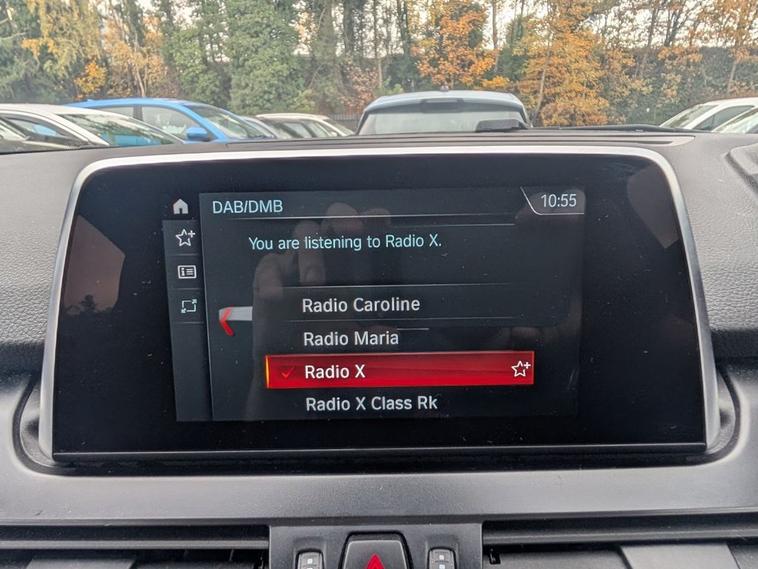 DAB/DMB
10:55
You are listening to Radio X.
Radio Caroline
Radio Maria
Radio X
Radio X Class Rk